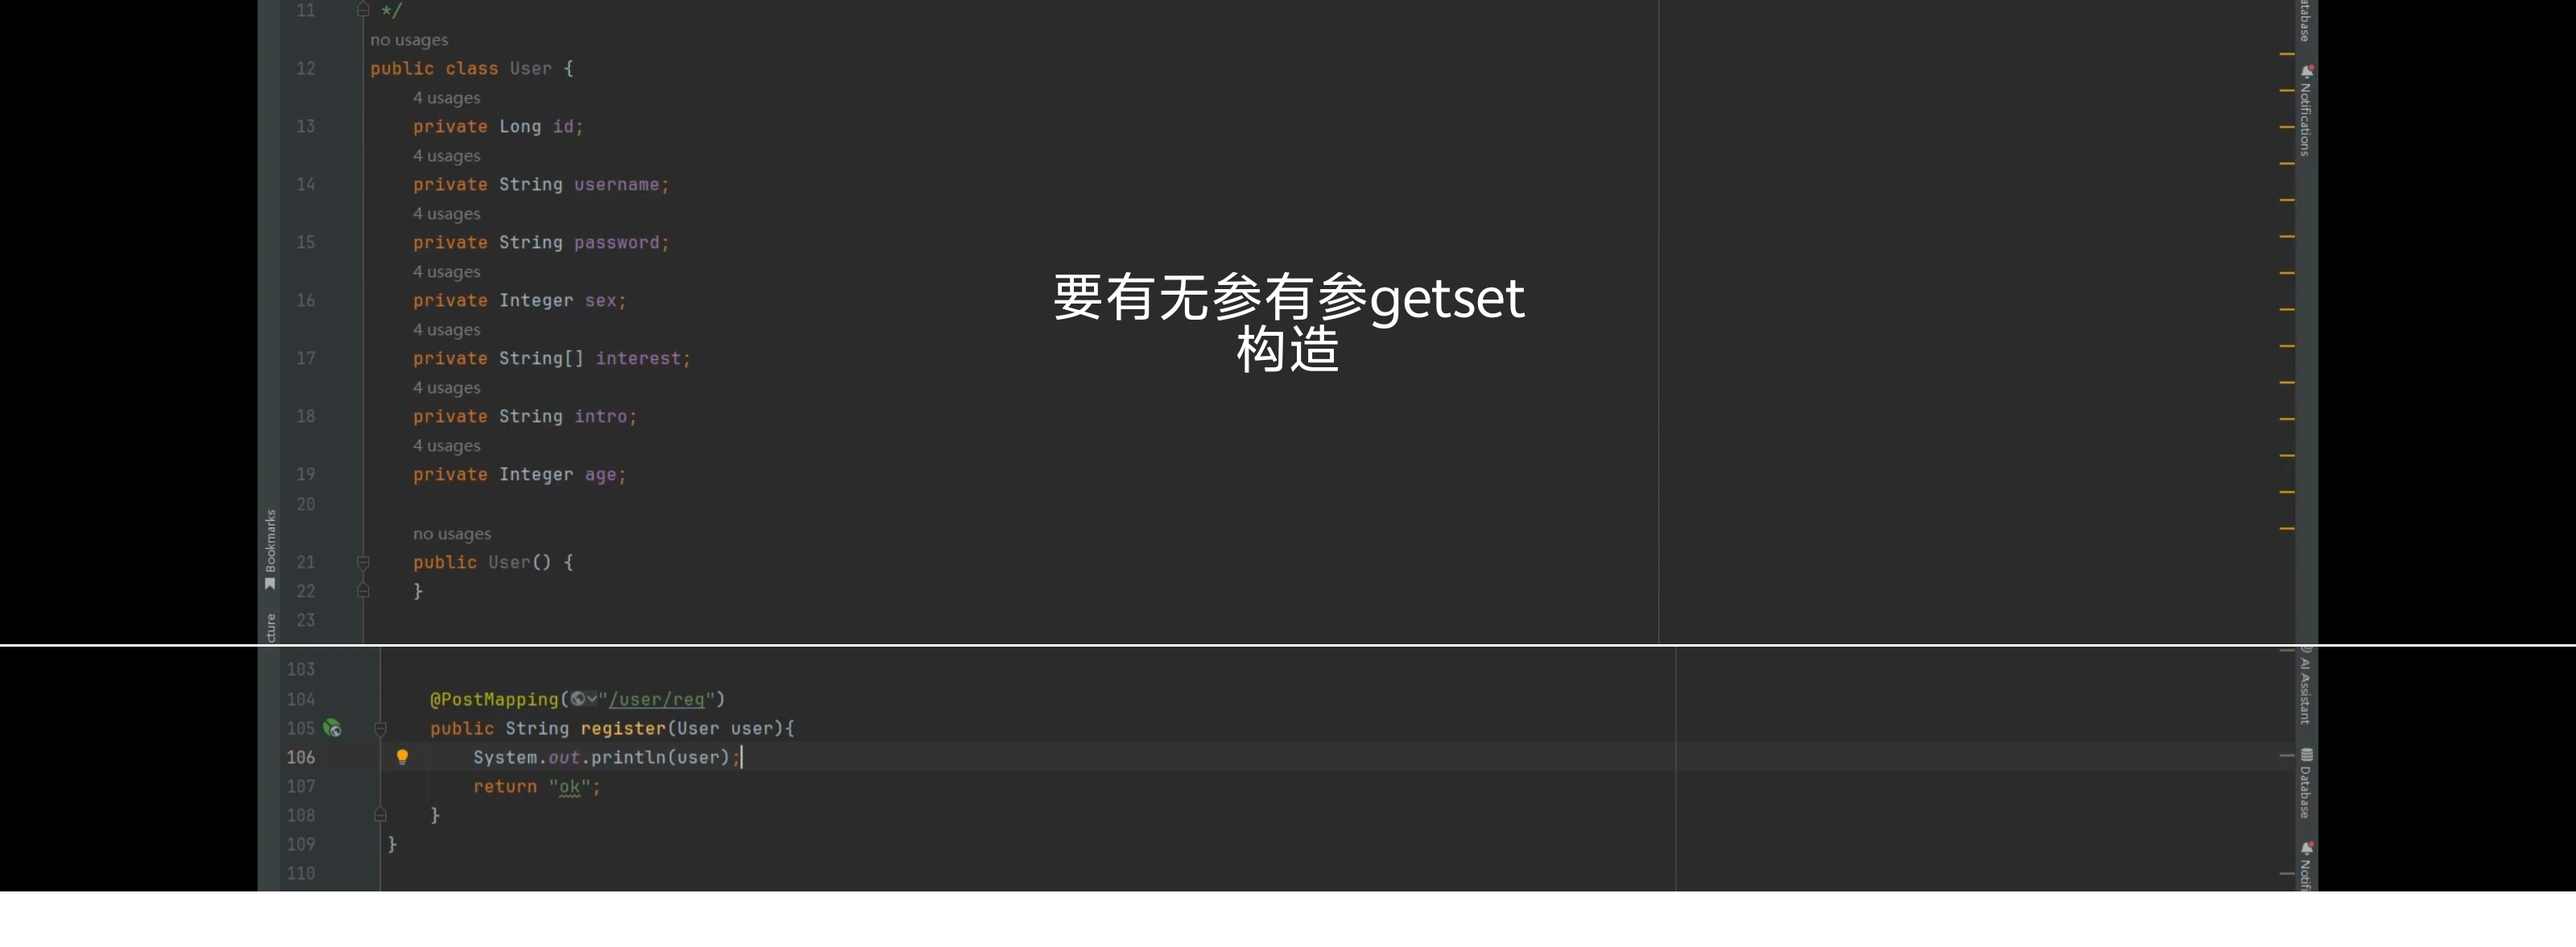 11 */
no usages
12 public class User {
4 usages
13 private Long id;
4 usages
14 private String username;
4 usages
15 private String password;
4 usages
16 private Integer sex;
4 usages
17 private String[] interest;
4 usages
18 private String intro;
4 usages
19 private Integer age;
20
no usages
21 public User() {
22 }
23
要有无参有参getset
构造
Bookmarks
cture
atabase
Notifications
103
104 @PostMapping("/user/req")
105 public String register(User user){
106 System.out.println(user);
107 return "ok";
108 }
109 }
110
AI Assistant
Database
Notifi